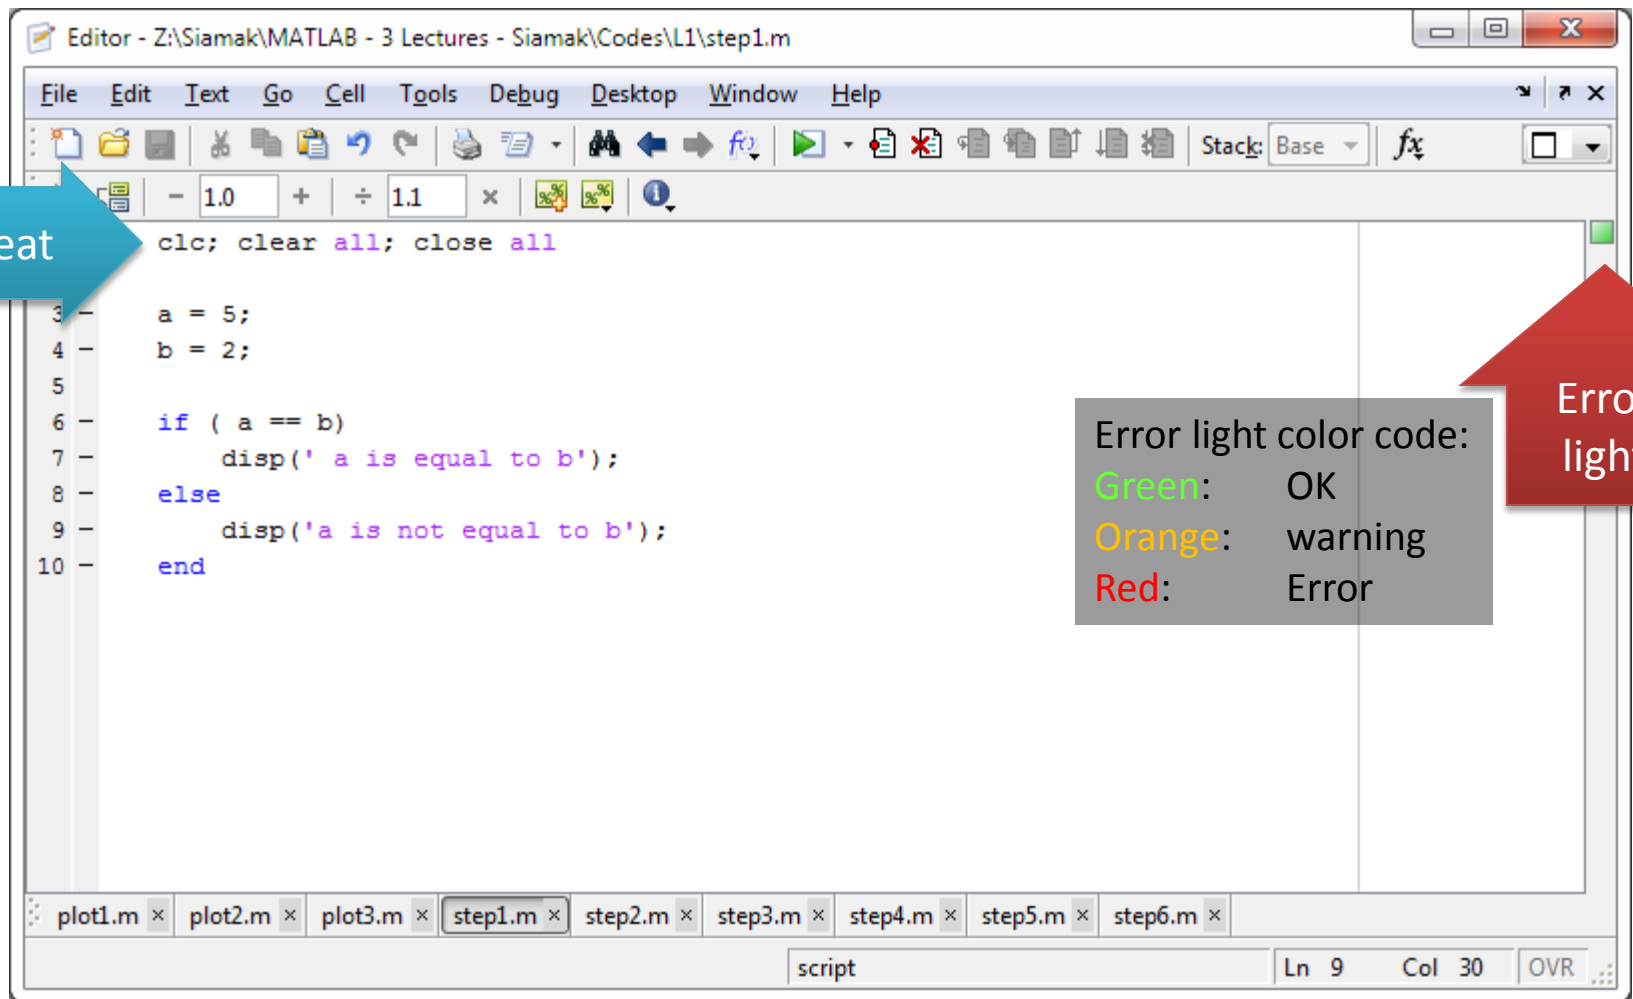 Editor - Z:\Siamak\MATLAB - 3 Lectures - Siamak\Codes\L1\step1.m
File Edit Text Go Cell Tools Debug Desktop Window Help
Stack: Base fx
- 1.0 + ÷ 1.1 ×
eat
clc; clear all; close all
3 - a = 5;
4 - b = 2;
5
6 - if ( a == b)
7 - disp(' a is equal to b');
8 - else
9 - disp('a is not equal to b');
10 - end
Erro
light
Error light color code:
Green: OK
Orange: warning
Red: Error
plot1.m × plot2.m × plot3.m × step1.m × step2.m × step3.m × step4.m × step5.m × step6.m ×
script Ln 9 Col 30 OVR